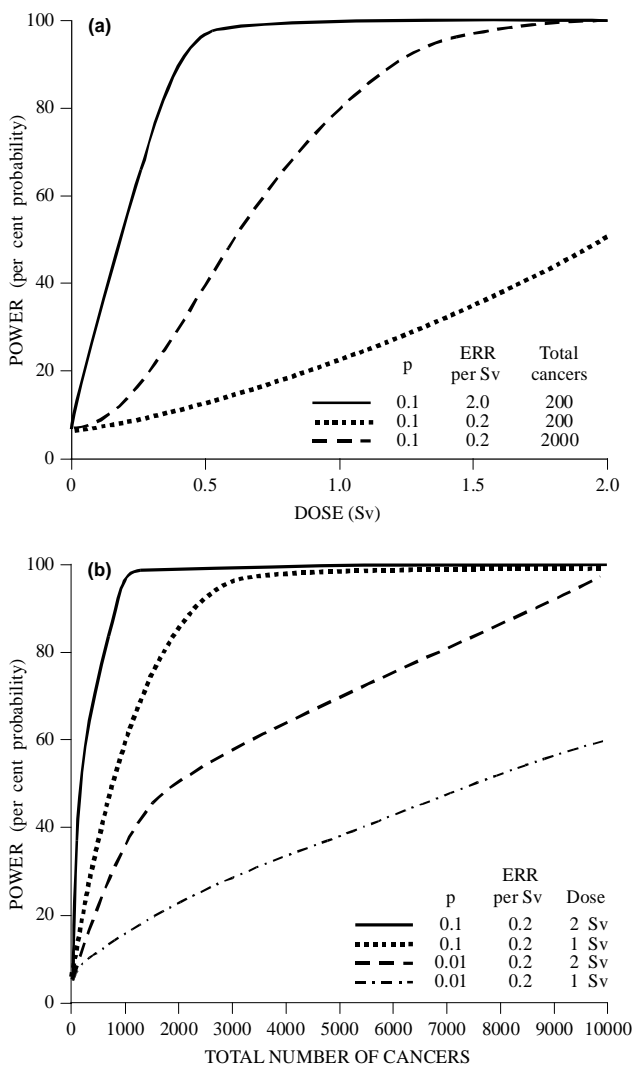 (a)
100
80
60
40
20
0
POWER (per cent probability)
0 0.5 1.0 1.5 2.0
DOSE (Sv)
p ERR per Sv Total cancers
0.1 2.0 200
0.1 0.2 200
0.1 0.2 2000
(b)
100
80
60
40
20
0
POWER (per cent probability)
0 1000 2000 3000 4000 5000 6000 7000 8000 9000 10000
TOTAL NUMBER OF CANCERS
p ERR per Sv Dose
0.1 0.2 2 Sv
0.1 0.2 1 Sv
0.01 0.2 2 Sv
0.01 0.2 1 Sv